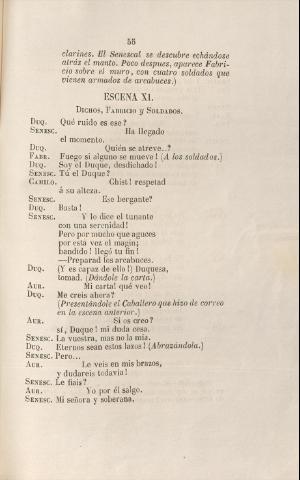 56
clarines. El Senescal se descubre echándose
atrás el manto. Poco despues, aparece Fabri-
cio sobre el muro, con cuatro soldados que
vienen armados de arcabuces.)
ESCENA XI.
Dichos, Fabricio y Soldados.
Duq. Qué ruido es ese?
Senesc. Ha llegado
el momento.
Duq. Quién se atreve..?
Fabr. Fuego si alguno se mueve! (A los soldados.)
Duq. Soy el Duque, desdichado!
Senesc. Tú el Duque?
Camilo. Chist! respetad
á su alteza.
Senesc. Ese bergante?
Duq. Basta!
Senesc. Y lo dice el tunante
con una serenidad!
Pero por mucho que aguces
por esta vez el magin;
bandido! llegó tu fin!
—Preparad los arcabuces.
Duq. (Y es capaz de ello!) Duquesa,
tomad. (Dándole la carta.)
Aur. Mi carta! qué veo!
Duq. Me creis ahora?
(Presentándole el Caballero que hizo de correo
en la escena anterior.)
Aur. Si os creo?
sí, Duque! mi duda cesa.
Senesc. La vuestra, mas no la mia.
Duq. Eternos sean estos lazos! (Abrazándola.)
Senesc. Pero...
Aur. Le veis en mis brazos,
y dudareis todavia!
Senesc. Le fiais?
Aur. Yo por él salgo.
Senesc. Mi señora y soberana,